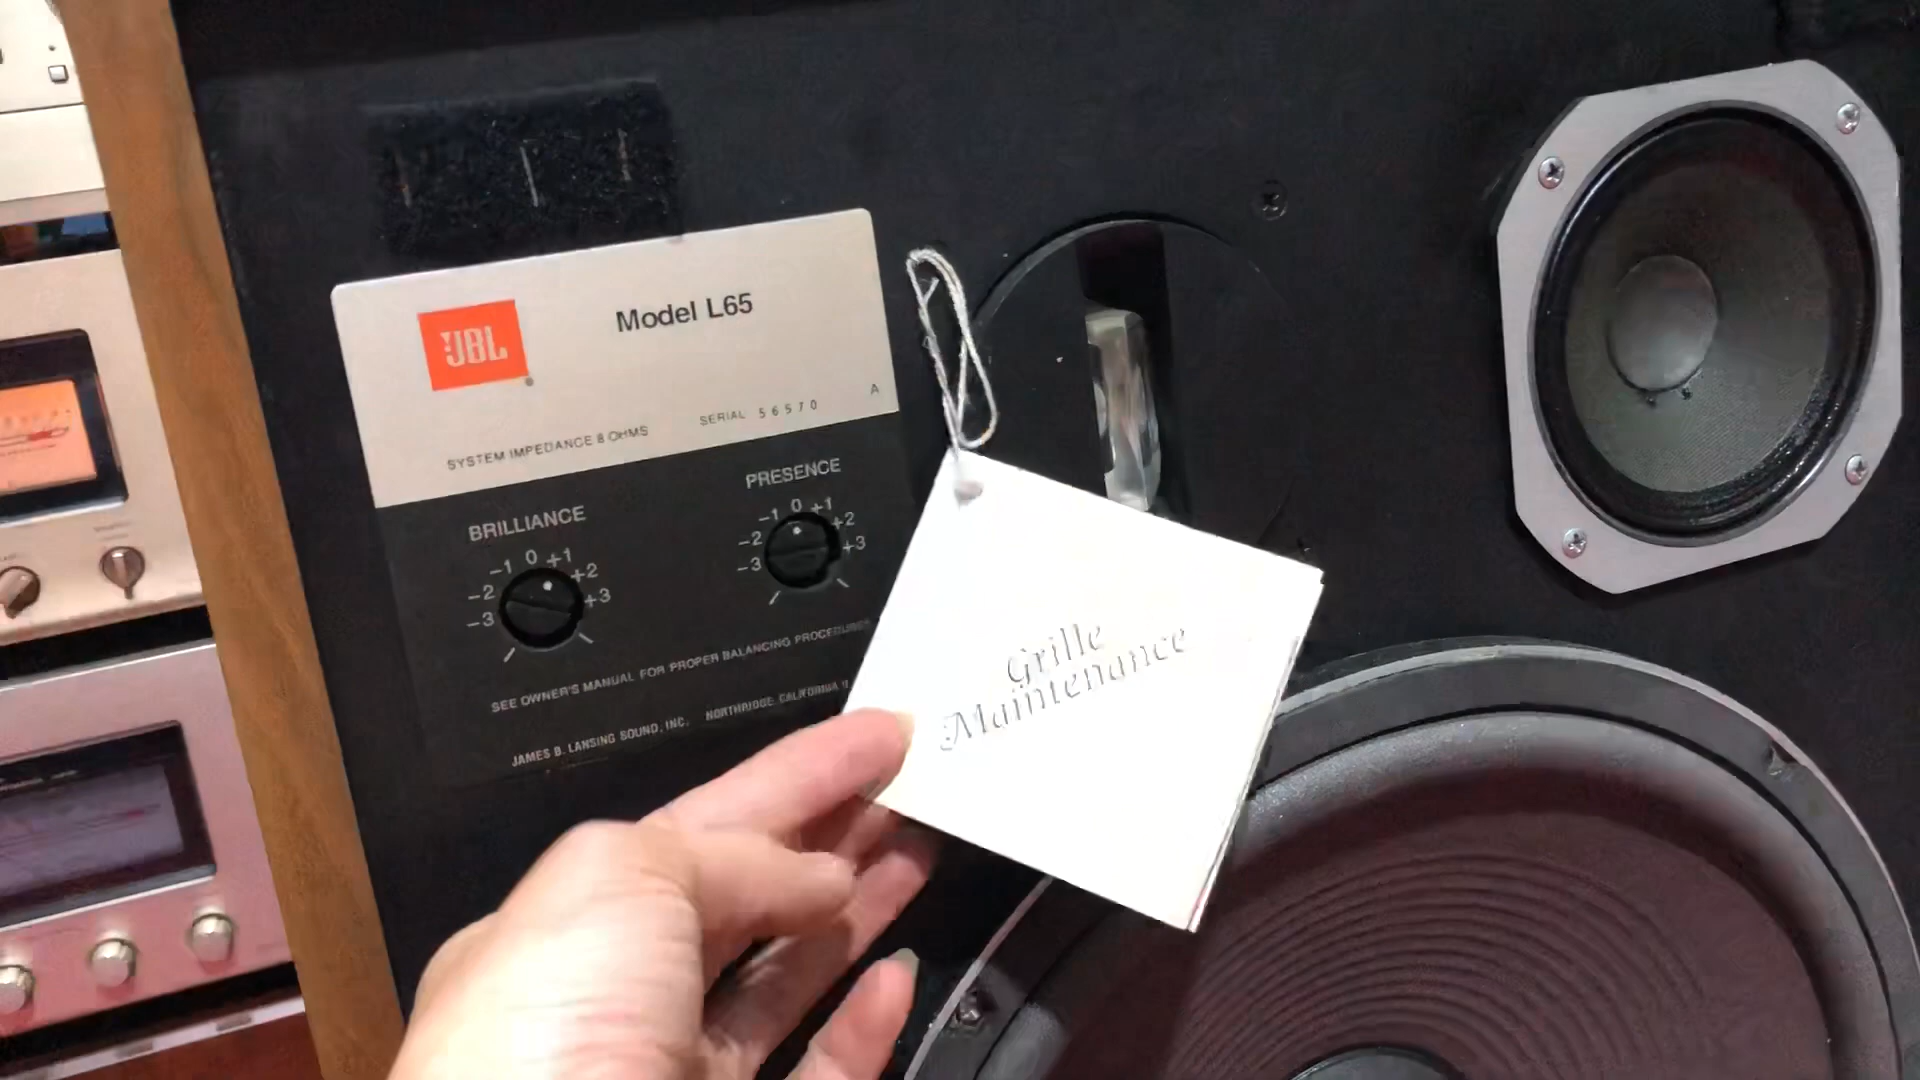 JBL
Model L65
A
SERIAL 56570
SYSTEM IMPEDANCE 8 OHMS
BRILLIANCE
-3 -2 -1 0 +1 +2 +3
PRESENCE
-3 -2 -1 0 +1 +2 +3
SEE OWNER'S MANUAL FOR PROPER BALANCING PROCEDURES
JAMES B. LANSING SOUND, INC. NORTHRIDGE, CALIFORNIA
Grille
Maintenance